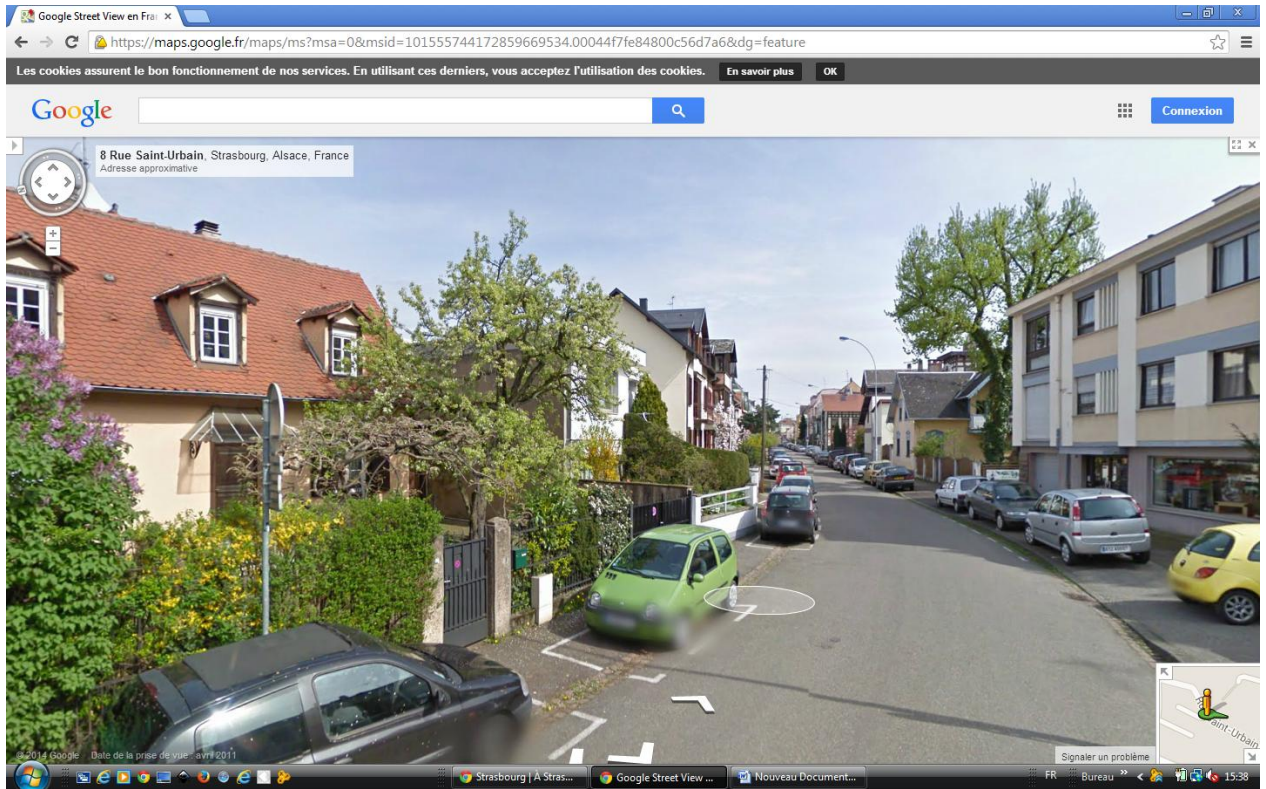 Google Street View en Fra
https://maps.google.fr/maps/ms?msa=0&msid=101555744172859669534.00044f7fe84800c56d7a6&dg=feature
Les cookies assurent le bon fonctionnement de nos services. En utilisant ces derniers, vous acceptez l'utilisation des cookies. En savoir plus OK
Google Connexion
8 Rue Saint-Urbain, Strasbourg, Alsace, France
Adresse approximative
aint-Urbain
© 2014 Google Date de la prise de vue : avril 2011 Signaler un problème
Strasbourg | À Stras... Google Street View ... Nouveau Document... FR Bureau 15:38